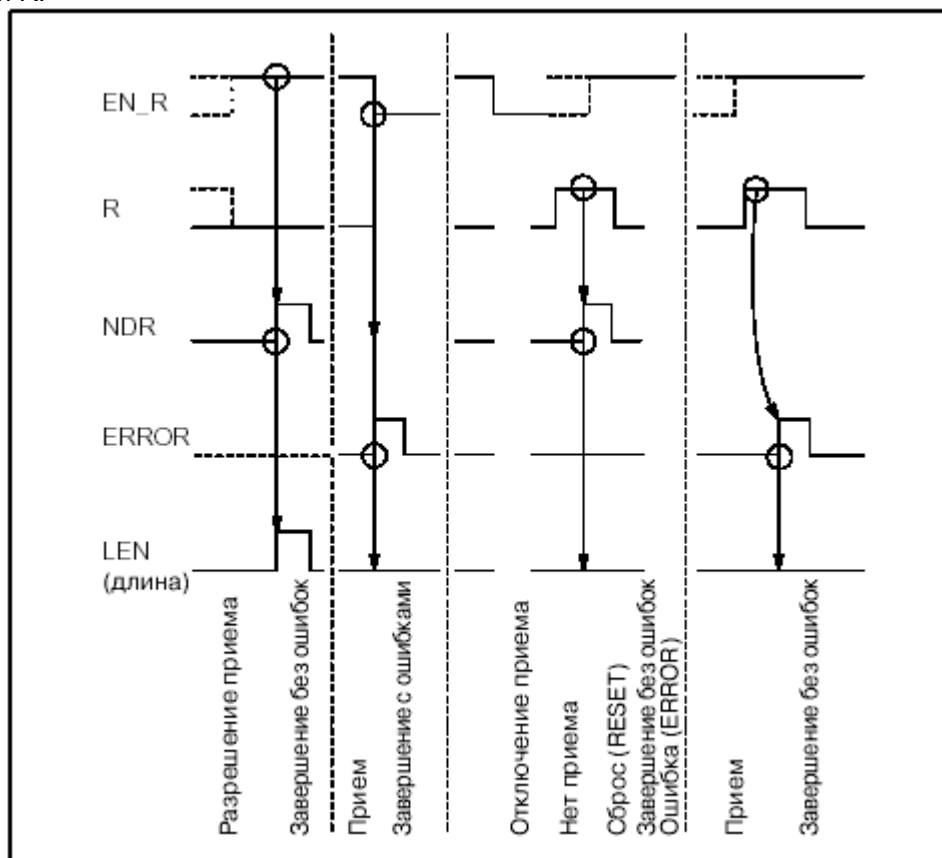 EN_R
R
NDR
ERROR
LEN
(длина)
Разрешение приема
Завершение без ошибок
Прием
Завершение с ошибками
Отключение приема
Нет приема
Сброс (RESET)
Завершение без ошибок
Ошибка (ERROR)
Прием
Завершение без ошибок